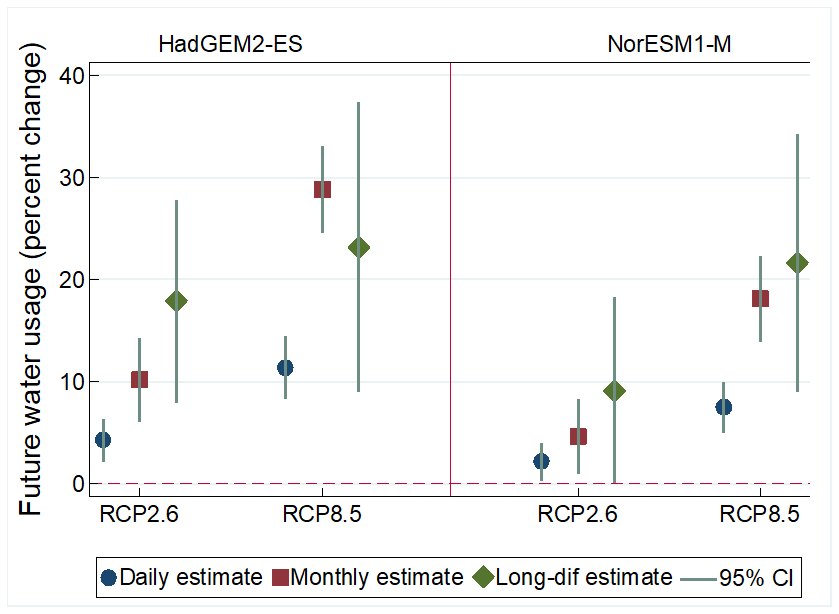 HadGEM2-ES NorESM1-M
Future water usage (percent change)
40
30
20
10
0
RCP2.6 RCP8.5 RCP2.6 RCP8.5
Daily estimate Monthly estimate Long-dif estimate 95% CI